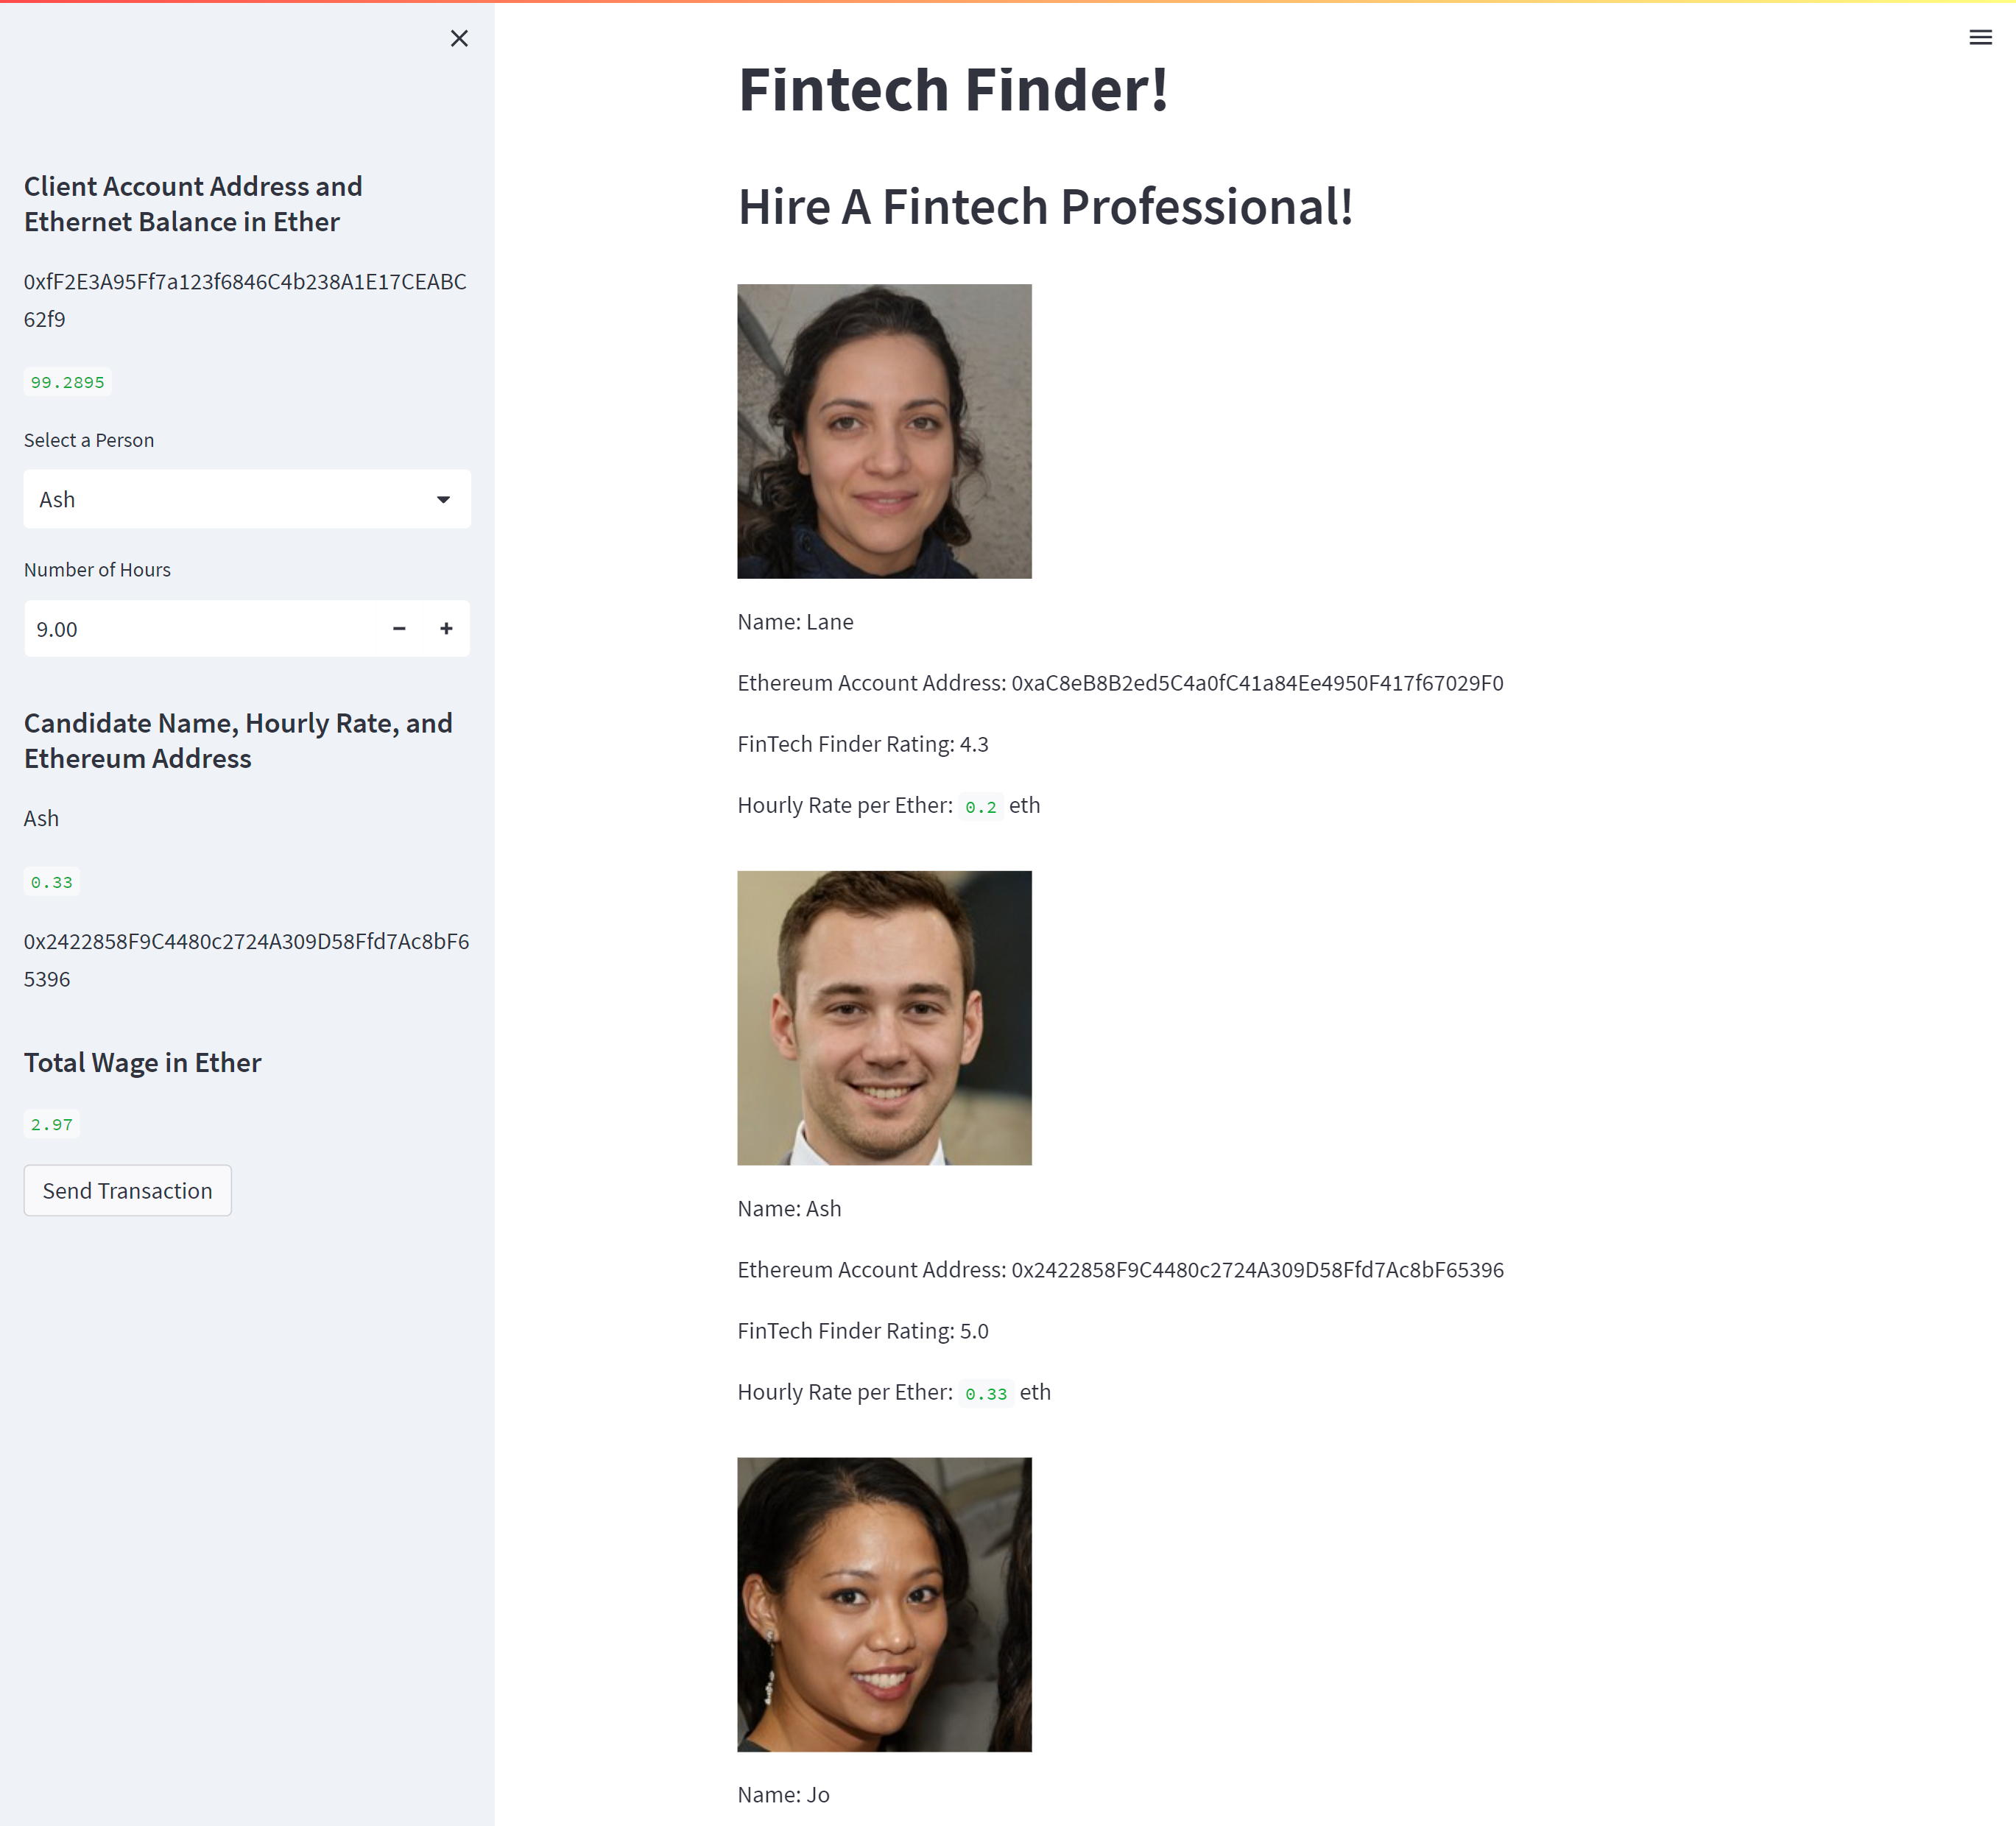 Client Account Address and
Ethernet Balance in Ether
0xfF2E3A95Ff7a123f6846C4b238A1E17CEABC
62f9
99.2895
Select a Person
Ash
Number of Hours
9.00
Candidate Name, Hourly Rate, and
Ethereum Address
Ash
0.33
0x2422858F9C4480c2724A309D58Ffd7Ac8bF6
5396
Total Wage in Ether
2.97
Send Transaction
Fintech Finder!
Hire A Fintech Professional!
Name: Lane
Ethereum Account Address: 0xaC8eB8B2ed5C4a0fC41a84Ee4950F417f67029F0
FinTech Finder Rating: 4.3
Hourly Rate per Ether: 0.2 eth
Name: Ash
Ethereum Account Address: 0x2422858F9C4480c2724A309D58Ffd7Ac8bF65396
FinTech Finder Rating: 5.0
Hourly Rate per Ether: 0.33 eth
Name: Jo